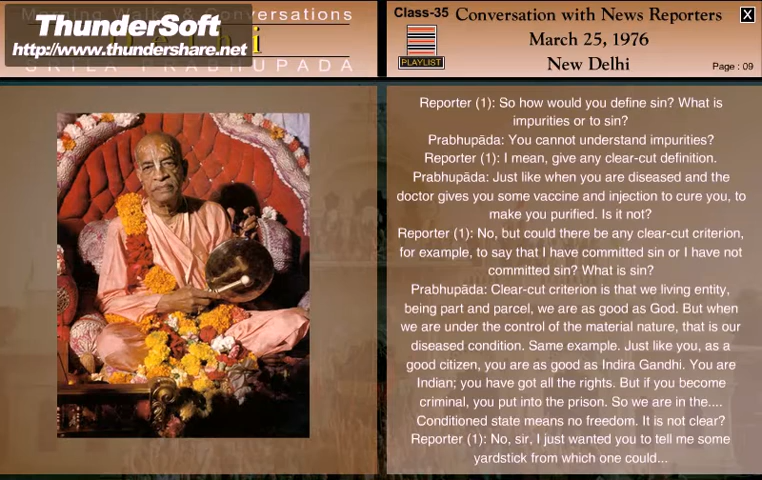 Morning Walks & Conversations
ThunderSoft
http://www.thundershare.net
SRILA PRABHUPADA
Class-35
PLAYLIST
Conversation with News Reporters
March 25, 1976
New Delhi
X
Page : 09
Reporter (1): So how would you define sin? What is
impurities or to sin?
Prabhupāda: You cannot understand impurities?
Reporter (1): I mean, give any clear-cut definition.
Prabhupāda: Just like when you are diseased and the
doctor gives you some vaccine and injection to cure you, to
make you purified. Is it not?
Reporter (1): No, but could there be any clear-cut criterion,
for example, to say that I have committed sin or I have not
committed sin? What is sin?
Prabhupāda: Clear-cut criterion is that we living entity,
being part and parcel, we are as good as God. But when
we are under the control of the material nature, that is our
diseased condition. Same example. Just like you, as a
good citizen, you are as good as Indira Gandhi. You are
Indian; you have got all the rights. But if you become
criminal, you put into the prison. So we are in the....
Conditioned state means no freedom. It is not clear?
Reporter (1): No, sir, I just wanted you to tell me some
yardstick from which one could...